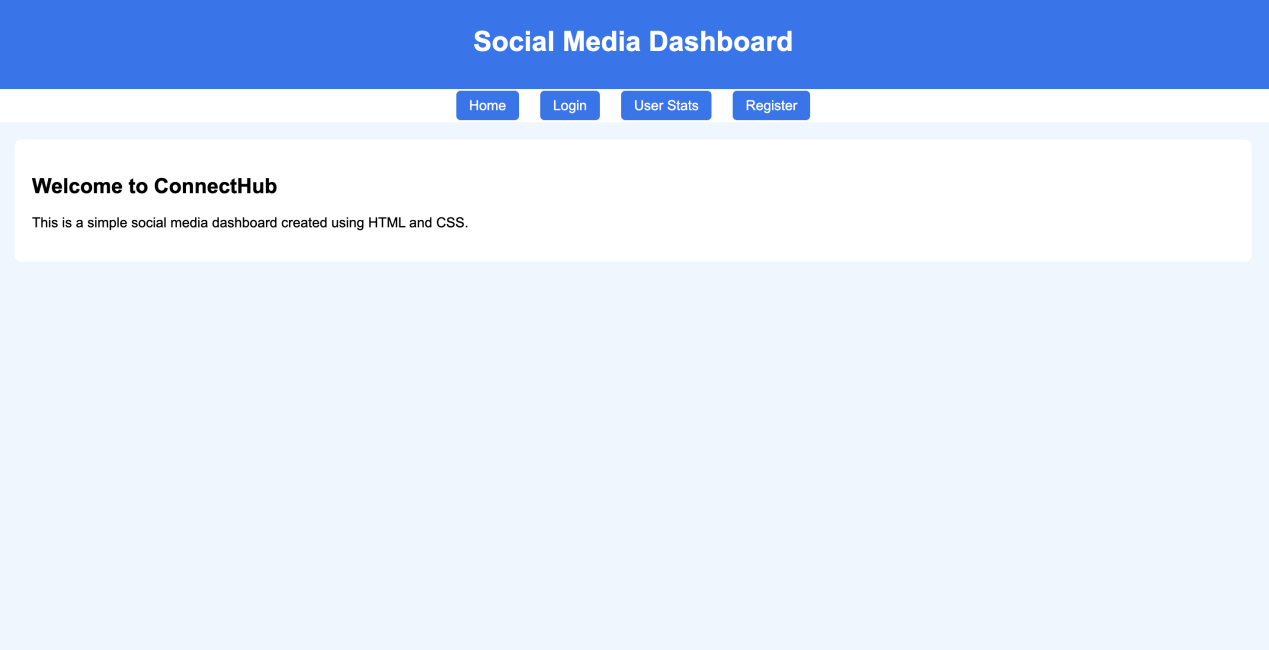 Social Media Dashboard
Home Login User Stats Register
Welcome to ConnectHub
This is a simple social media dashboard created using HTML and CSS.